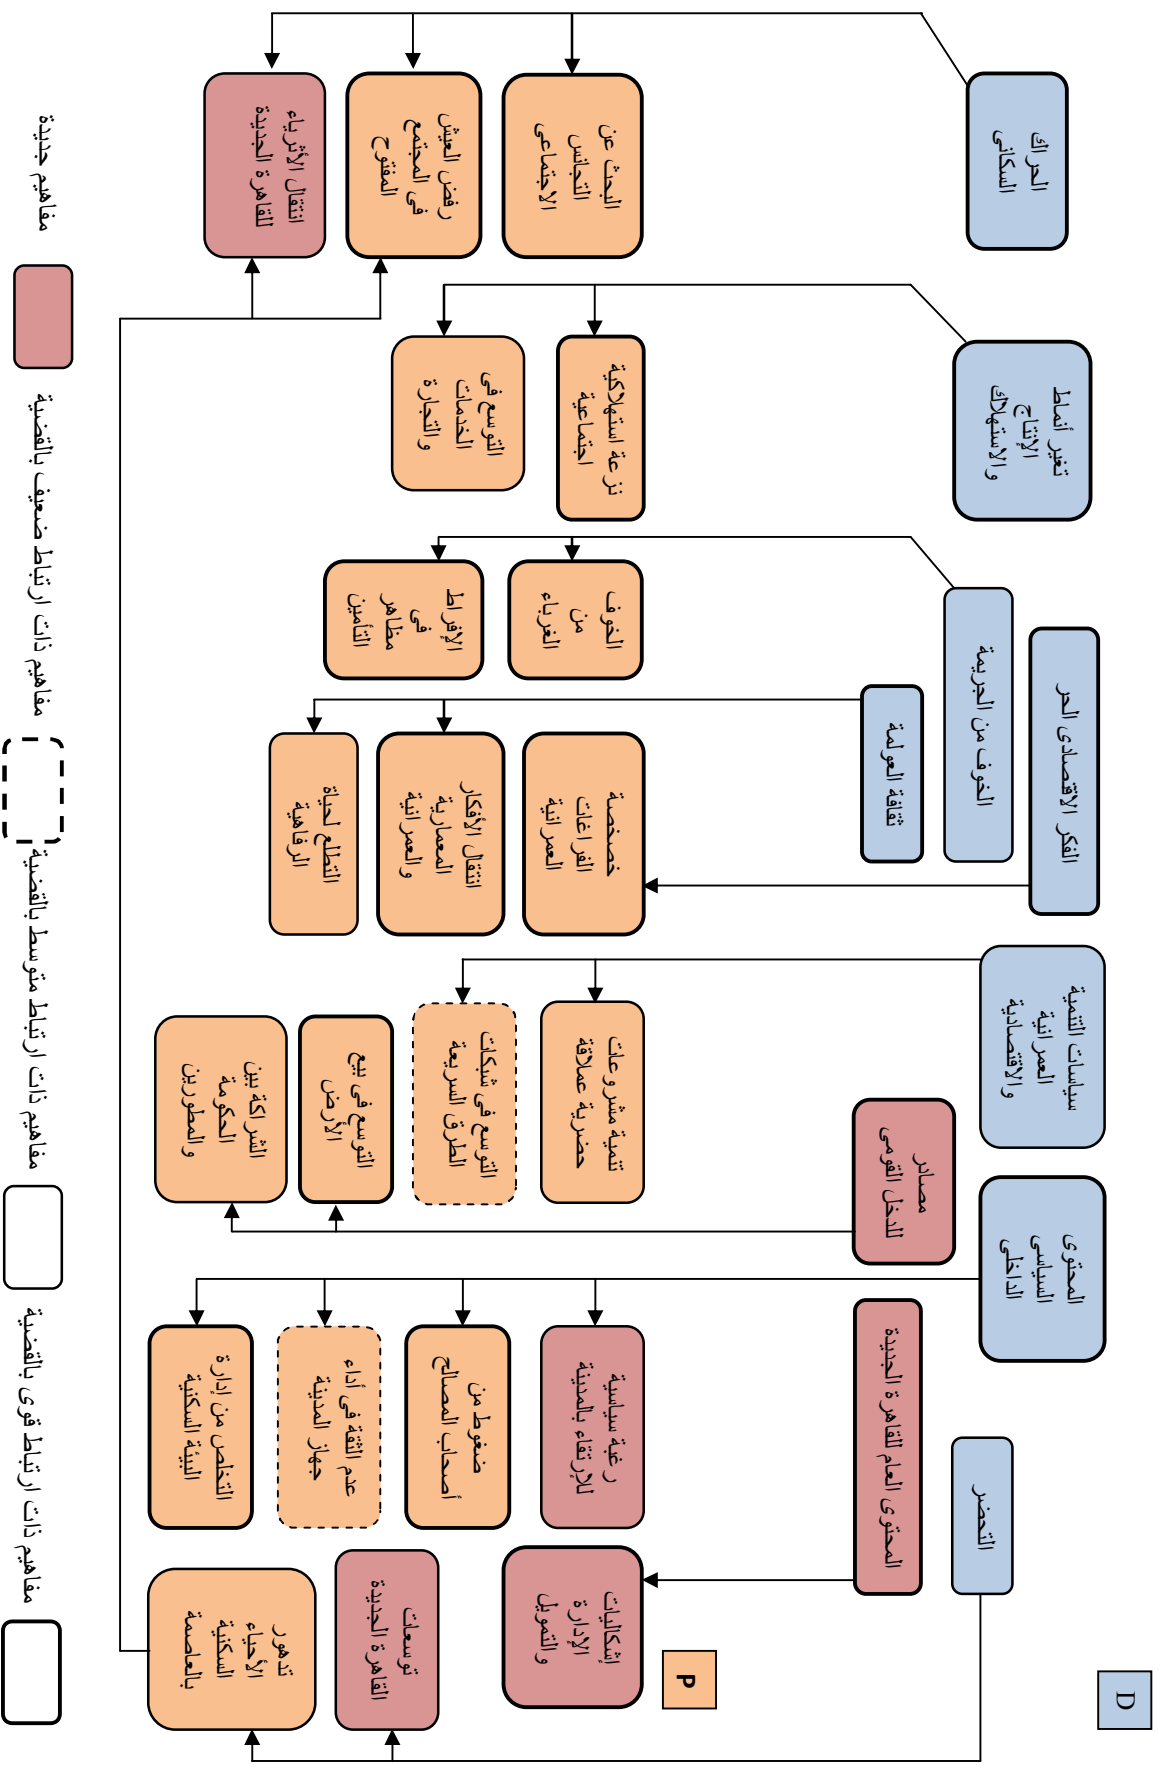 D
التحضر
المحتوى العام للقاهرة الجديدة
المحتوى
السياسى
الداخلى
مصادر
للدخل القومى
سياسات التنمية
العمرانية
والاقتصادية
الفكر الاقتصادى الحر
الخوف من الجريمة
ثقافة العولمة
تغير أنماط
الإنتاج
والاستهلاك
الحراك
السكانى
P
إشكاليات
الإدارة
والتمويل
توسعات
القاهرة الجديدة
تدهور
الأحياء
السكنية
بالعاصمة
رغبة سياسية
للارتقاء بالمدينة
ضغوط من
أصحاب المصالح
عدم الثقة فى أداء
جهاز المدينة
التخلص من إدارة
البيئة السكنية
تنمية مشروعات
حضرية عملاقة
التوسع فى شبكات
الطرق السريعة
التوسع فى بيع
الأرض
الشراكة بين
الحكومة
والمطورين
خصخصة
الفراغات
العمرانية
انتقال الأفكار
المعمارية
والعمرانية
التطلع لحياة
الرفاهية
الخوف
من
الغرباء
الإفراط
فى
مظاهر
التأمين
نزعة استهلاكية
اجتماعية
التوسع فى
الخدمات
والتجارة
البحث عن
التجانس
الاجتماعى
رفض العيش
فى المجتمع
المفتوح
انتقال الأثرياء
للقاهرة الجديدة
مفاهيم ذات ارتباط قوى بالقضية
مفاهيم ذات ارتباط متوسط بالقضية
مفاهيم ذات ارتباط ضعيف بالقضية
مفاهيم جديدة